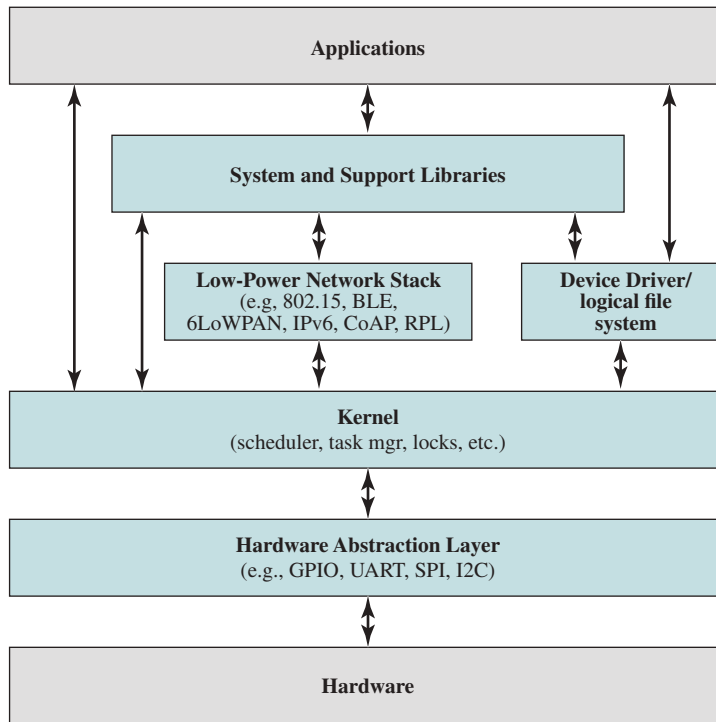 Applications
System and Support Libraries
Low-Power Network Stack
(e.g, 802.15, BLE,
6LoWPAN, IPv6, CoAP, RPL)
Device Driver/
logical file
system
Kernel
(scheduler, task mgr, locks, etc.)
Hardware Abstraction Layer
(e.g., GPIO, UART, SPI, I2C)
Hardware